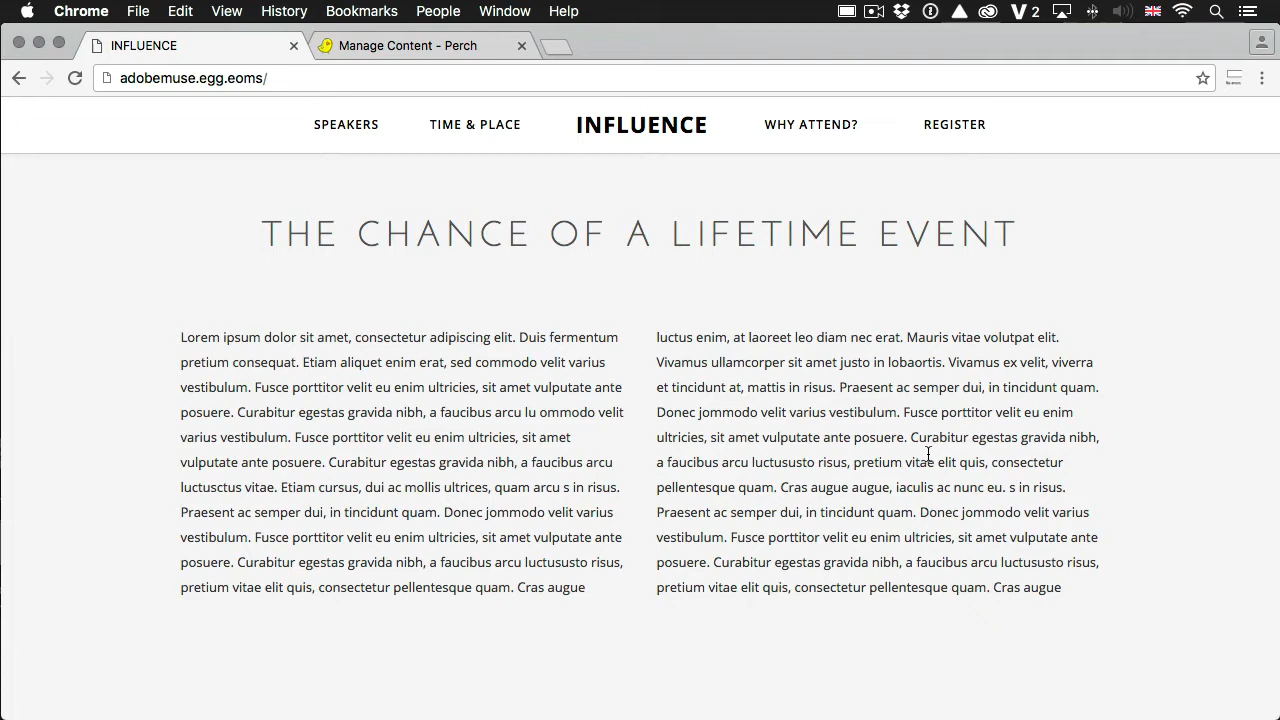 Chrome File Edit View History Bookmarks People Window Help
INFLUENCE
Manage Content - Perch
adobemuse.egg.eoms/
SPEAKERS TIME & PLACE INFLUENCE WHY ATTEND? REGISTER
THE CHANCE OF A LIFETIME EVENT
Lorem ipsum dolor sit amet, consectetur adipiscing elit. Duis fermentum
pretium consequat. Etiam aliquet enim erat, sed commodo velit varius
vestibulum. Fusce porttitor velit eu enim ultricies, sit amet vulputate ante
posuere. Curabitur egestas gravida nibh, a faucibus arcu lu ommodo velit
varius vestibulum. Fusce porttitor velit eu enim ultricies, sit amet
vulputate ante posuere. Curabitur egestas gravida nibh, a faucibus arcu
luctusctus vitae. Etiam cursus, dui ac mollis ultrices, quam arcu s in risus.
Praesent ac semper dui, in tincidunt quam. Donec jommodo velit varius
vestibulum. Fusce porttitor velit eu enim ultricies, sit amet vulputate ante
posuere. Curabitur egestas gravida nibh, a faucibus arcu luctususto risus,
pretium vitae elit quis, consectetur pellentesque quam. Cras augue
luctus enim, at laoreet leo diam nec erat. Mauris vitae volutpat elit.
Vivamus ullamcorper sit amet justo in lobaortis. Vivamus ex velit, viverra
et tincidunt at, mattis in risus. Praesent ac semper dui, in tincidunt quam.
Donec jommodo velit varius vestibulum. Fusce porttitor velit eu enim
ultricies, sit amet vulputate ante posuere. Curabitur egestas gravida nibh,
a faucibus arcu luctususto risus, pretium vitae elit quis, consectetur
pellentesque quam. Cras augue augue, iaculis ac nunc eu. s in risus.
Praesent ac semper dui, in tincidunt quam. Donec jommodo velit varius
vestibulum. Fusce porttitor velit eu enim ultricies, sit amet vulputate ante
posuere. Curabitur egestas gravida nibh, a faucibus arcu luctususto risus,
pretium vitae elit quis, consectetur pellentesque quam. Cras augue